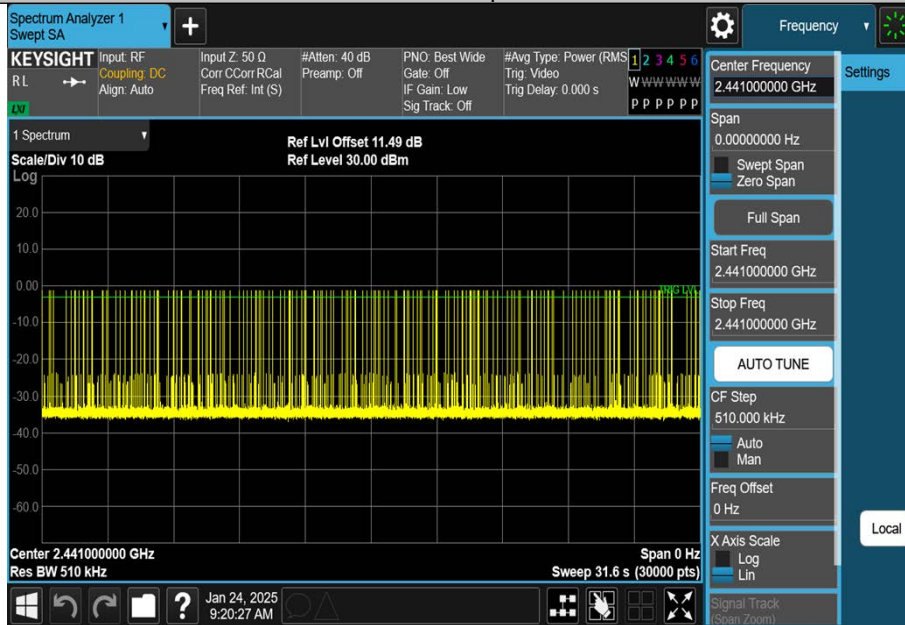 Spectrum Analyzer 1
Swept SA
+
Frequency
KEYSIGHT
RL
LXI
Input: RF
Coupling: DC
Align: Auto
Input Z: 50 Ω
Corr CCorr RCal
Freq Ref: Int (S)
#Atten: 40 dB
Preamp: Off
PNO: Best Wide
Gate: Off
IF Gain: Low
Sig Track: Off
#Avg Type: Power (RMS
Trig: Video
Trig Delay: 0.000 s
1 2 3 4 5 6
W W W W W W
P P P P P P
1 Spectrum
Scale/Div 10 dB
Log
Ref Lvl Offset 11.49 dB
Ref Level 30.00 dBm
20.0
10.0
0.00
-10.0
-20.0
-30.0
-40.0
-50.0
-60.0
TRIG LVL
Center 2.441000000 GHz
Res BW 510 kHz
Span 0 Hz
Sweep 31.6 s (30000 pts)
?
Jan 24, 2025
9:20:27 AM
Center Frequency
2.441000000 GHz
Span
0.00000000 Hz
Swept Span
Zero Span
Full Span
Start Freq
2.441000000 GHz
Stop Freq
2.441000000 GHz
AUTO TUNE
CF Step
510.000 kHz
Auto
Man
Freq Offset
0 Hz
X Axis Scale
Log
Lin
Signal Track
(Span Zoom)
Settings
Local